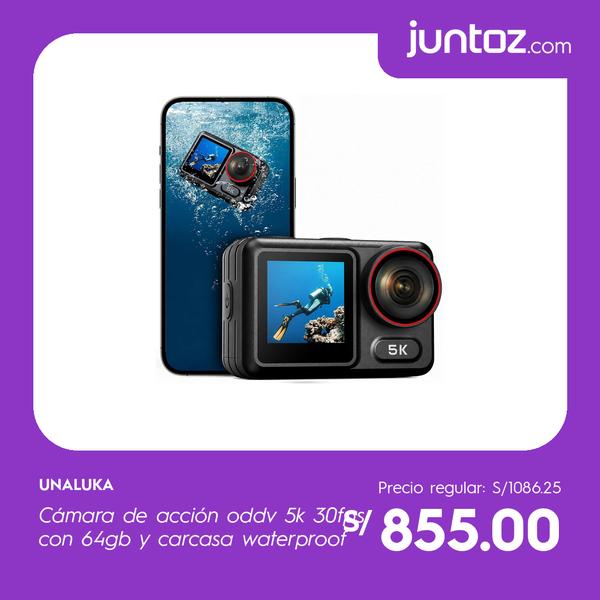 juntoz.com
5K
UNALUKA
Precio regular: S/1086.25
Cámara de acción oddv 5k 30fps
con 64gb y carcasa waterproof
S/ 855.00